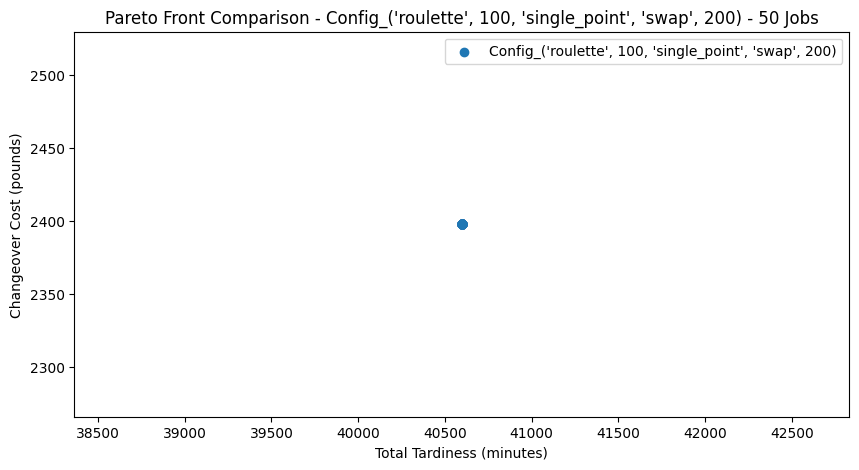 Pareto Front Comparison - Config_('roulette', 100, 'single_point', 'swap', 200) - 50 Jobs
Config_('roulette', 100, 'single_point', 'swap', 200)
Changeover Cost (pounds)
2500
2450
2400
2350
2300
38500 39000 39500 40000 40500 41000 41500 42000 42500
Total Tardiness (minutes)